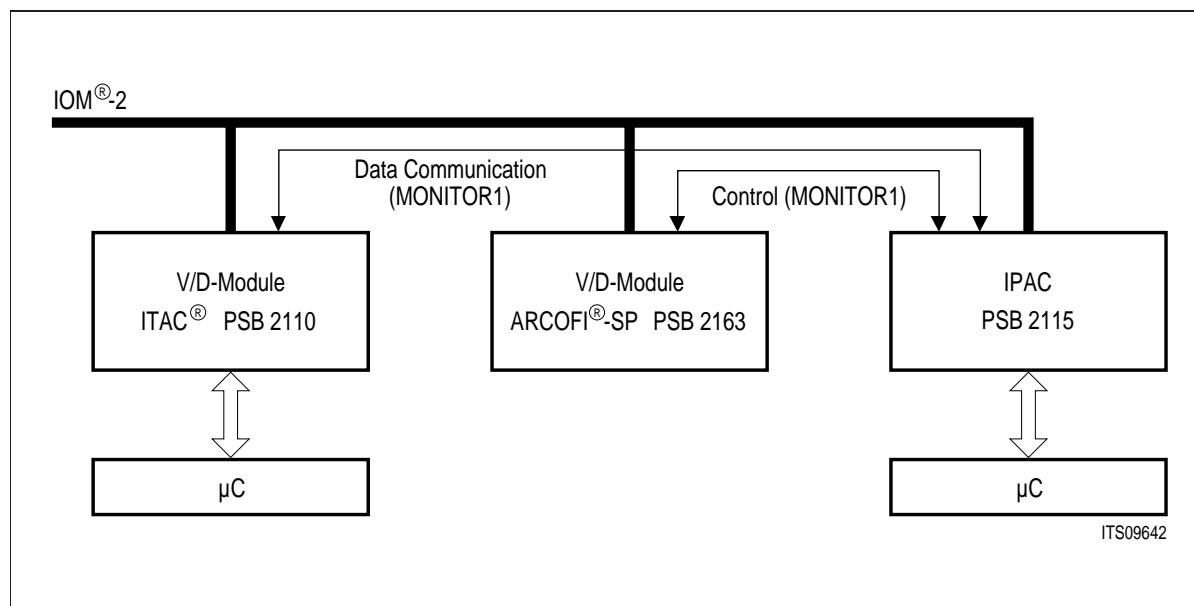 IOM®-2
Data Communication
(MONITOR1)
Control (MONITOR1)
V/D-Module
ITAC® PSB 2110
V/D-Module
ARCOFI®-SP PSB 2163
IPAC
PSB 2115
µC
µC
ITS09642